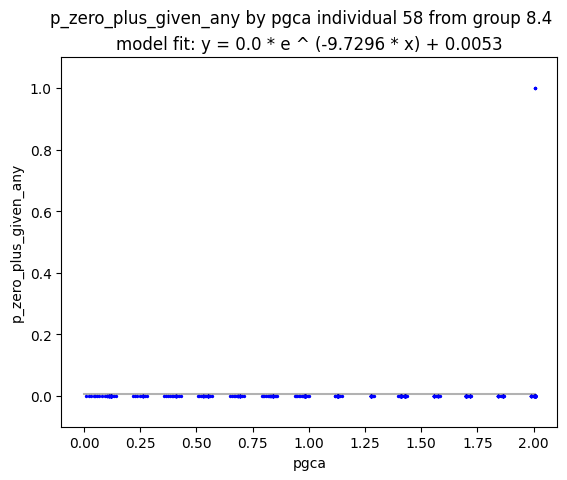 p_zero_plus_given_any by pgca individual 58 from group 8.4
model fit: y = 0.0 * e ^ (-9.7296 * x) + 0.0053
1.0
0.8
0.6
0.4
0.2
0.0
p_zero_plus_given_any
0.00 0.25 0.50 0.75 1.00 1.25 1.50 1.75 2.00
pgca